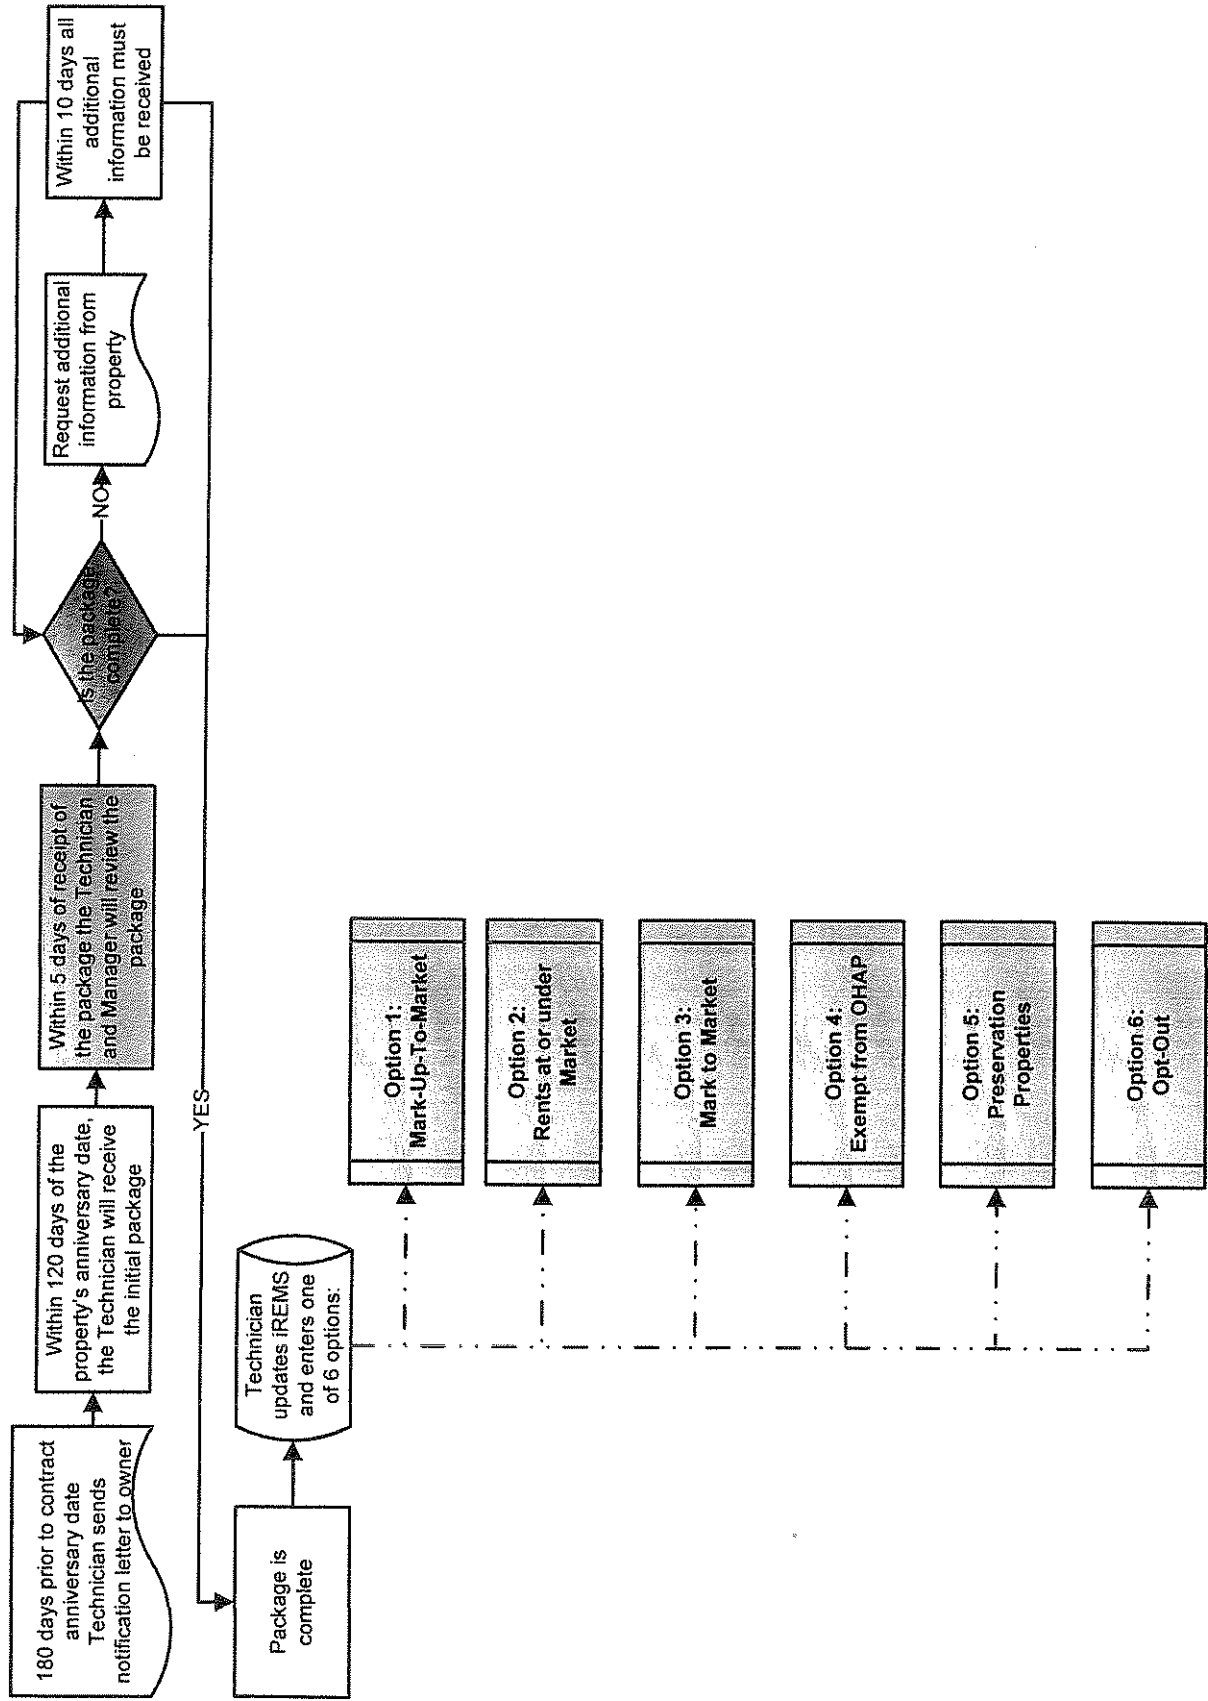 180 days prior to contract
anniversary date
Technician sends
notification letter to owner
Within 120 days of the
property's anniversary date,
the Technician will receive
the initial package
Within 5 days of receipt of
the package the Technician
and Manager will review the
package
Is the package
complete?
NO
Request additional
information from
property
Within 10 days all
additional
information must
be received
YES
Package is
complete
Technician
updates iREMS
and enters one
of 6 options:
Option 1:
Mark-Up-To-Market
Option 2:
Rents at or under
Market
Option 3:
Mark to Market
Option 4:
Exempt from OHAP
Option 5:
Preservation
Properties
Option 6:
Opt-Out